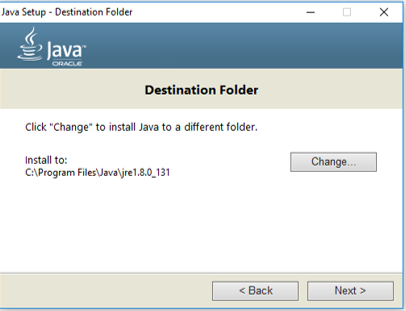 Java Setup - Destination Folder
Java
ORACLE
Destination Folder
Click "Change" to install Java to a different folder.
Install to:
Change...
C:\Program Files\Java\jre1.8.0_131
< Back
Next >